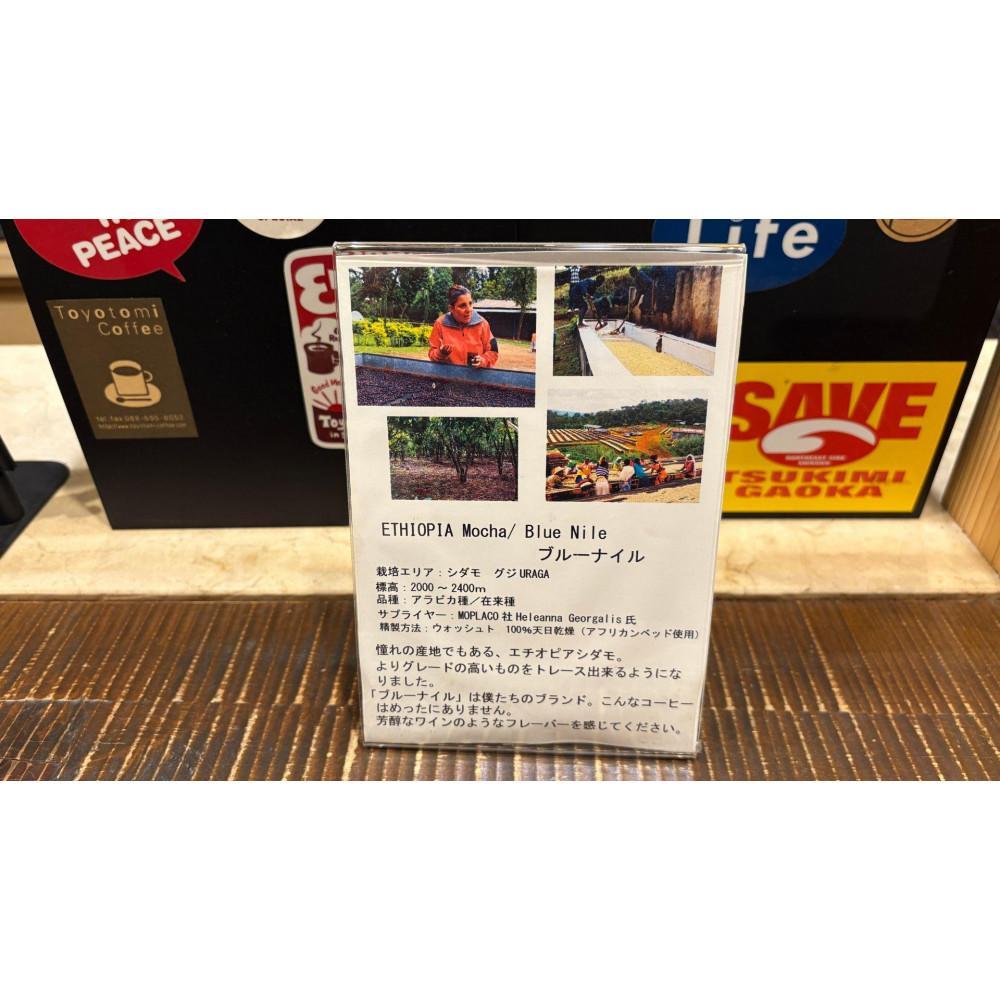 PEACE
SPECIAL
Life
Toyotomi
Coffee
http://www.toyotomi-coffee.com
SAVE
NORTHEAST SIDE
TSUKIMI
GAOKA
ETHIOPIA Mocha/ Blue Nile
ブルーナイル
栽培エリア：シダモ グジ URAGA
標高：2000～2400m
品種：アラビカ種／在来種
サプライヤー：MOPLACO 社 Heleanna Georgalis 氏
精製方法：ウォッシュト 100%天日乾燥（アフリカンベッド使用）
憧れの産地でもある、エチオピアシダモ。
よりグレードの高いものをトレース出来るようにな
りました。
「ブルーナイル」は僕たちのブランド。こんなコーヒー
はめったにありません。
芳醇なワインのようなフレーバーを感じてください。